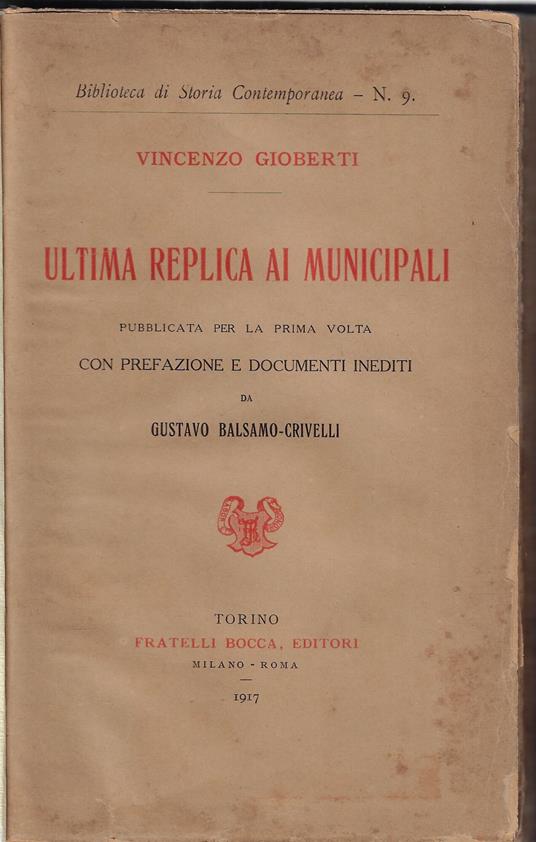 Biblioteca di Storia Contemporanea – N. 9.
VINCENZO GIOBERTI
ULTIMA REPLICA AI MUNICIPALI
PUBBLICATA PER LA PRIMA VOLTA
CON PREFAZIONE E DOCUMENTI INEDITI
DA
GUSTAVO BALSAMO-CRIVELLI
TORINO
FRATELLI BOCCA, EDITORI
MILANO - ROMA
1917